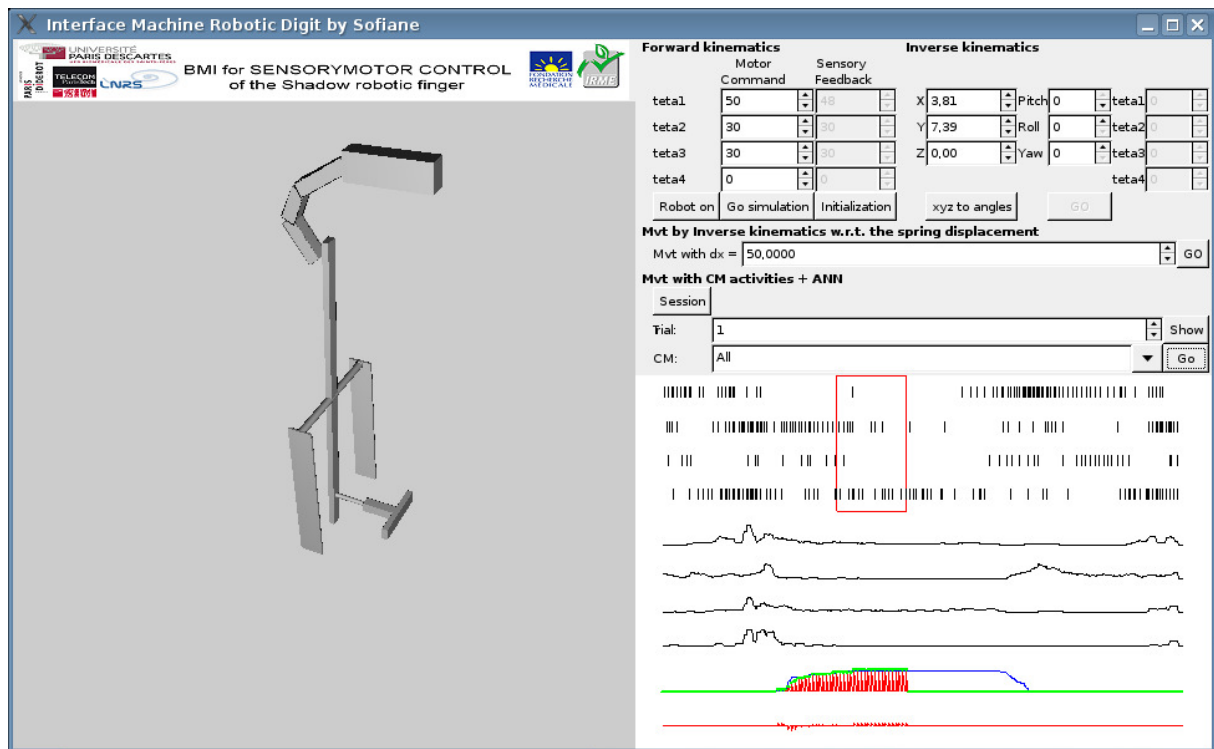 Interface Machine Robotic Digit by Sofiane
UNIVERSITÉ
PARIS DESCARTES
PARIS
DIDEROT
TELECOM
ParisTech
CNRS
BMI for SENSORYMOTOR CONTROL
of the Shadow robotic finger
FONDATION
RECHERCHE
MÉDICALE
IRME
Forward kinematics
Inverse kinematics
Motor
Command
Sensory
Feedback
teta1 50 48 X 3,81 Pitch 0 teta1 0
teta2 30 30 Y 7,39 Roll 0 teta2 0
teta3 30 30 Z 0,00 Yaw 0 teta3 0
teta4 0 0 teta4 0
Robot on Go simulation Initialization xyz to angles GO
Mvt by Inverse kinematics w.r.t. the spring displacement
Mvt with dx = 50,0000 GO
Mvt with CM activities + ANN
Session
Trial: 1 Show
CM: All Go